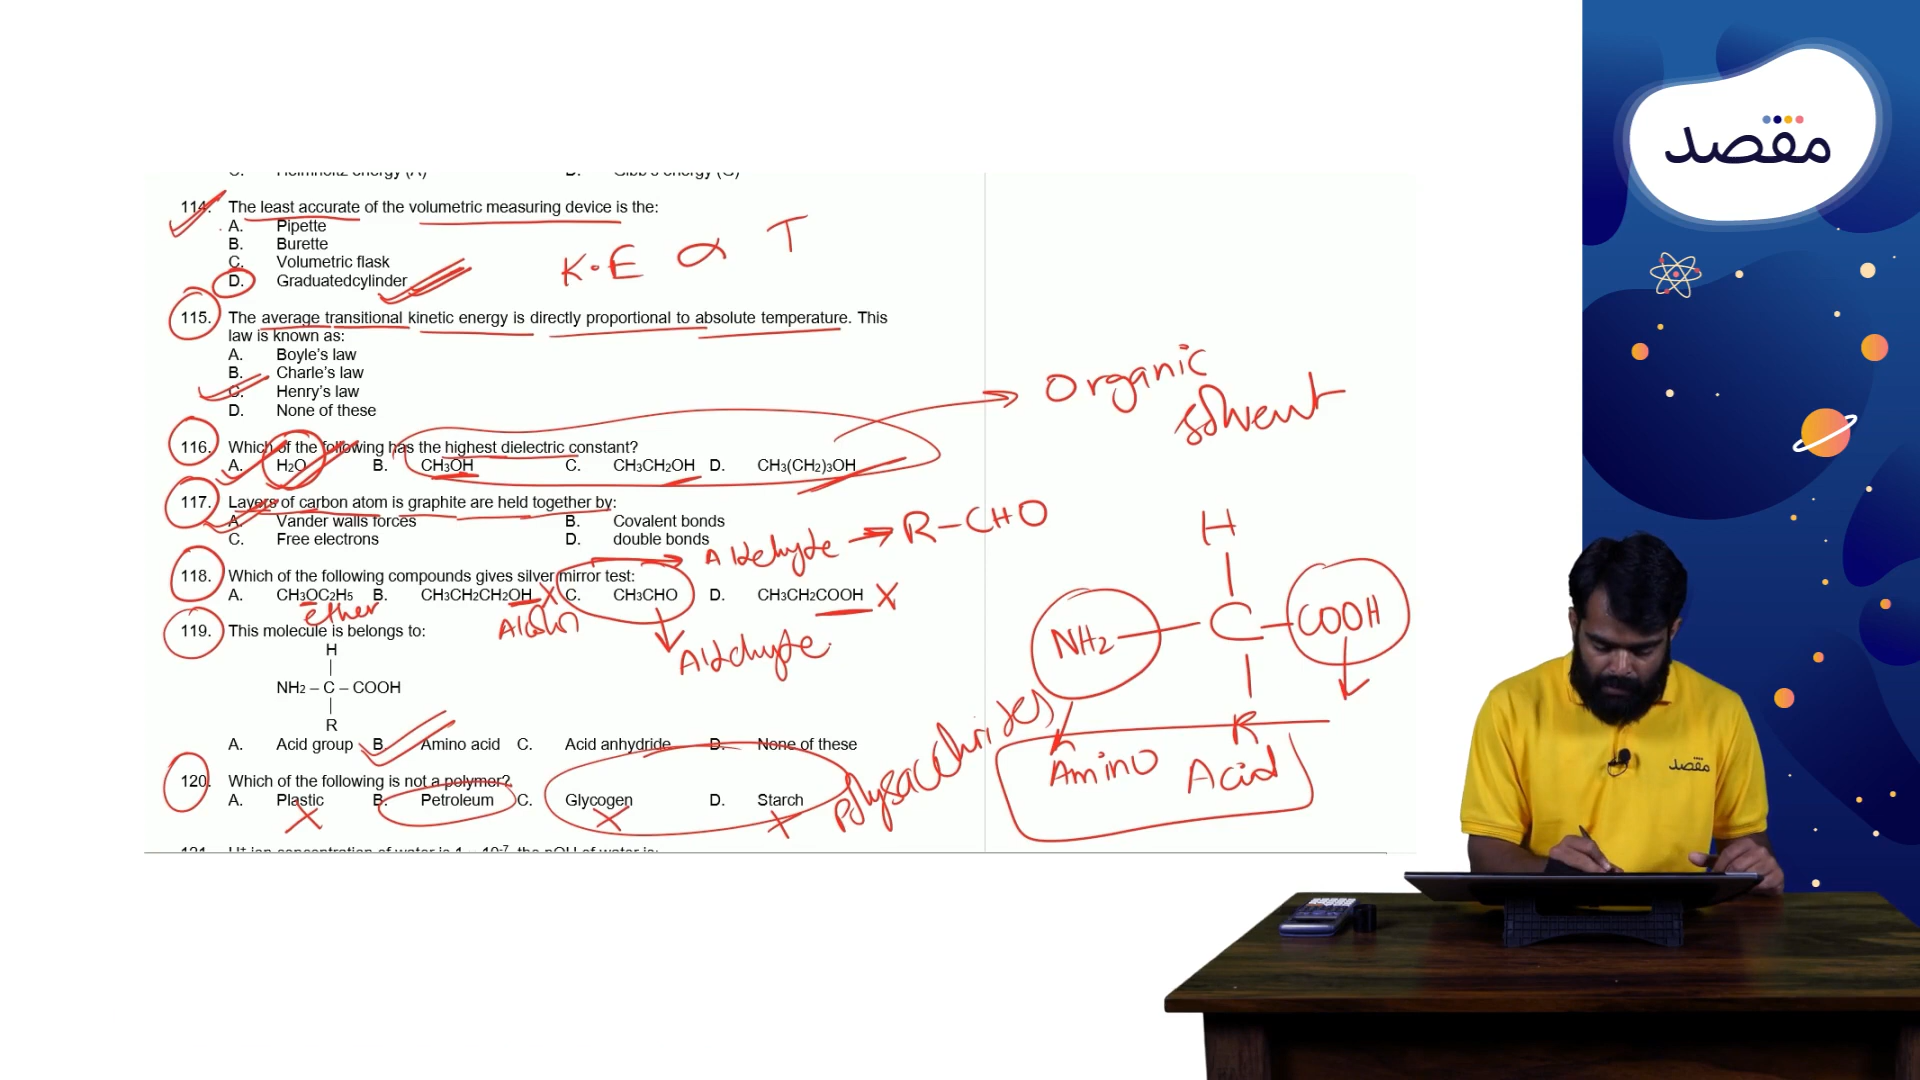 مقصد
114. The least accurate of the volumetric measuring device is the:
A. Pipette
B. Burette
C. Volumetric flask
D. Graduatedcylinder
K.E ∝ T
115. The average transitional kinetic energy is directly proportional to absolute temperature. This
law is known as:
A. Boyle's law
B. Charle's law
C. Henry's law
D. None of these
Organic
solvent
116. Which of the following has the highest dielectric constant?
A. H2O B. CH3OH C. CH3CH2OH D. CH3(CH2)3OH
117. Layers of carbon atom is graphite are held together by:
A. Vander walls forces B. Covalent bonds
C. Free electrons D. double bonds
Aldehyde → R-CHO
118. Which of the following compounds gives silver mirror test:
A. CH3OC2H5 B. CH3CH2CH2OH C. CH3CHO D. CH3CH2COOH
ether
Aldehyde
119. This molecule is belongs to:
H
NH2 – C – COOH
R
A. Acid group B. Amino acid C. Acid anhydride D. None of these
H
NH2 – C – COOH
R
Amino Acid
120. Which of the following is not a polymer?
A. Plastic B. Petroleum C. Glycogen D. Starch
مقصد